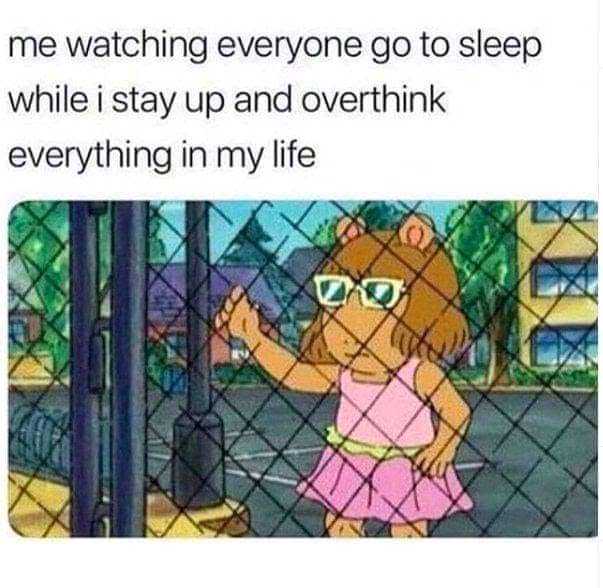 me watching everyone go to sleep
while i stay up and overthink
everything in my life